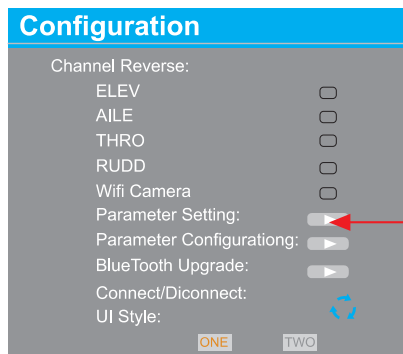 Configuration
Channel Reverse:
ELEV
AILE
THRO
RUDD
Wifi Camera
Parameter Setting:
Parameter Configurationg:
BlueTooth Upgrade:
Connect/Diconnect:
UI Style:
ONE TWO